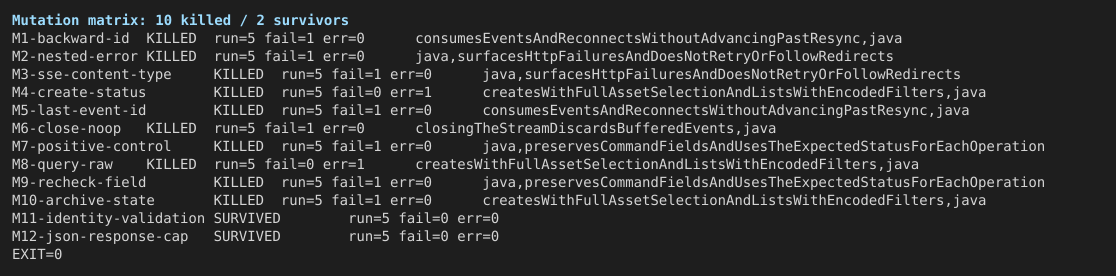 Mutation matrix: 10 killed / 2 survivors
M1-backward-id KILLED run=5 fail=1 err=0 consumesEventsAndReconnectsWithoutAdvancingPastResync,java
M2-nested-error KILLED run=5 fail=1 err=0 java,surfacesHttpFailuresAndDoesNotRetryOrFollowRedirects
M3-sse-content-type KILLED run=5 fail=1 err=0 java,surfacesHttpFailuresAndDoesNotRetryOrFollowRedirects
M4-create-status KILLED run=5 fail=0 err=1 createsWithFullAssetSelectionAndListsWithEncodedFilters,java
M5-last-event-id KILLED run=5 fail=1 err=0 consumesEventsAndReconnectsWithoutAdvancingPastResync,java
M6-close-noop KILLED run=5 fail=1 err=0 closingTheStreamDiscardsBufferedEvents,java
M7-positive-control KILLED run=5 fail=1 err=0 java,preservesCommandFieldsAndUsesTheExpectedStatusForEachOperation
M8-query-raw KILLED run=5 fail=0 err=1 createsWithFullAssetSelectionAndListsWithEncodedFilters,java
M9-recheck-field KILLED run=5 fail=1 err=0 java,preservesCommandFieldsAndUsesTheExpectedStatusForEachOperation
M10-archive-state KILLED run=5 fail=1 err=0 createsWithFullAssetSelectionAndListsWithEncodedFilters,java
M11-identity-validation SURVIVED run=5 fail=0 err=0
M12-json-response-cap SURVIVED run=5 fail=0 err=0
EXIT=0